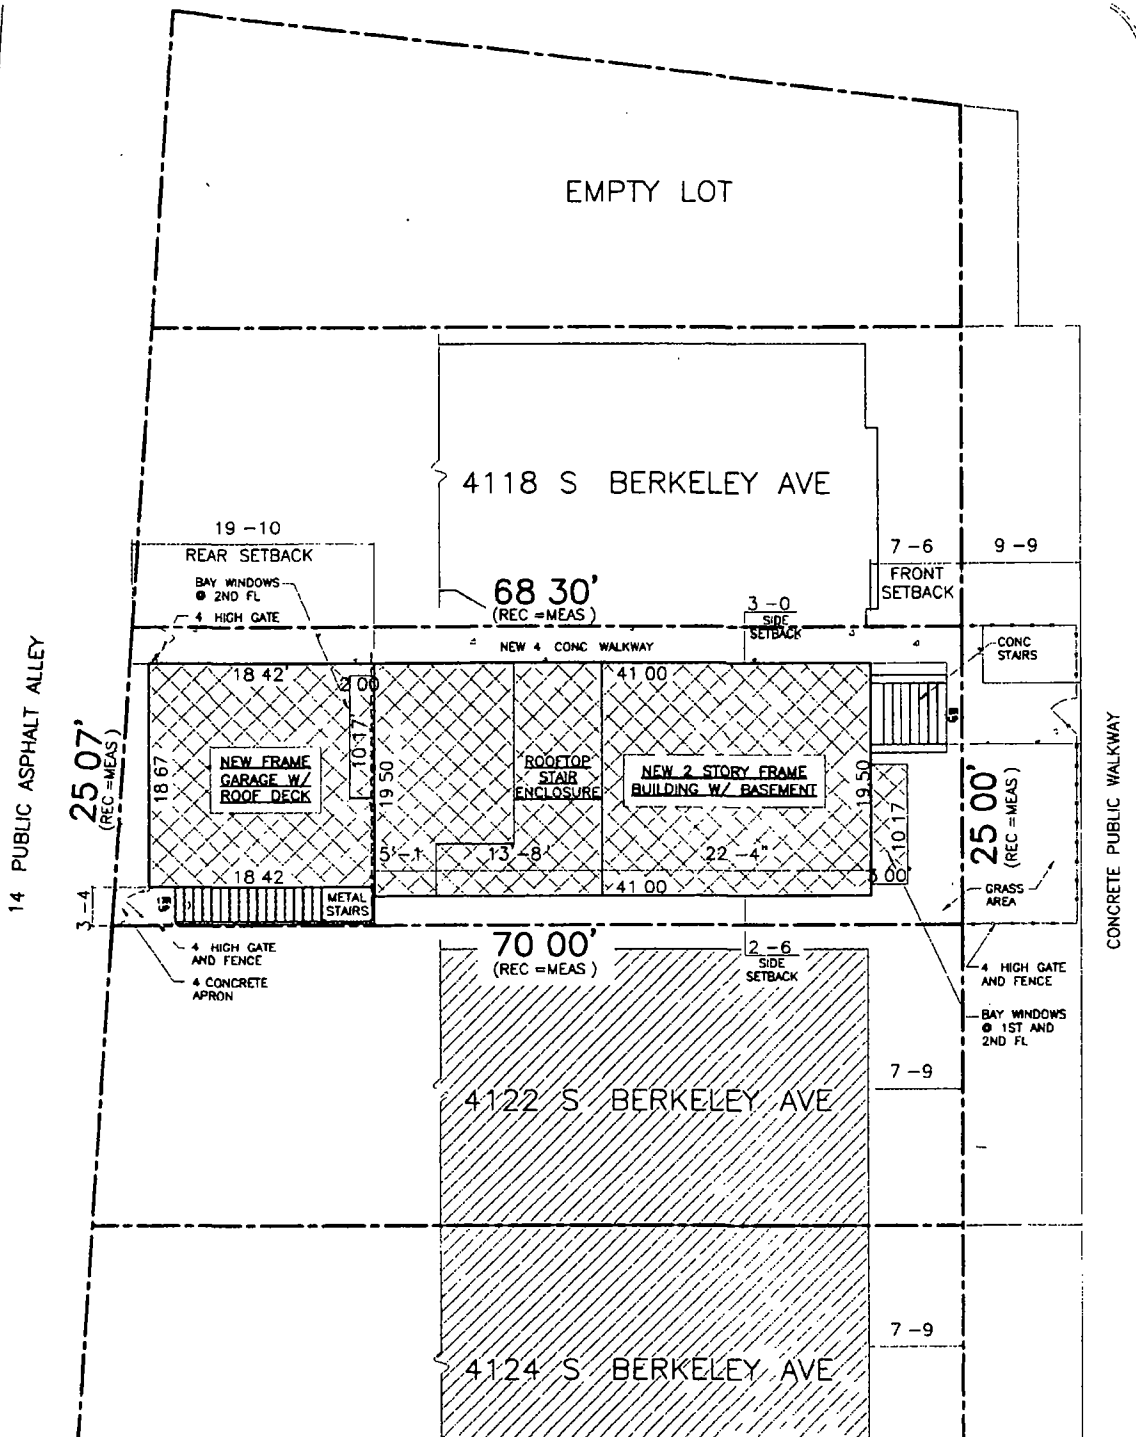 EMPTY LOT
4118 S BERKELEY AVE
19 -10
REAR SETBACK
7 -6
9 -9
FRONT
SETBACK
BAY WINDOWS
@ 2ND FL
4 HIGH GATE
68 30'
(REC =MEAS )
3 -0
SIDE
SETBACK
NEW 4 CONC WALKWAY
CONC
STAIRS
14 PUBLIC ASPHALT ALLEY
25 07'
(REC =MEAS )
18 42'
2 00
41 00
18 67
10 17
19 50
NEW FRAME
GARAGE W/
ROOF DECK
ROOFTOP
STAIR
ENCLOSURE
NEW 2 STORY FRAME
BUILDING W/ BASEMENT
19 50
10 17
25 00'
(REC =MEAS )
CONCRETE PUBLIC WALKWAY
5'-1
13 -8'
22 -4"
18 42
41 00
3 00
3 -4
METAL
STAIRS
GRASS
AREA
4 HIGH GATE
AND FENCE
4 CONCRETE
APRON
70 00'
(REC =MEAS )
2 -6
SIDE
SETBACK
4 HIGH GATE
AND FENCE
BAY WINDOWS
@ 1ST AND
2ND FL
7 -9
4122 S BERKELEY AVE
7 -9
4124 S BERKELEY AVE